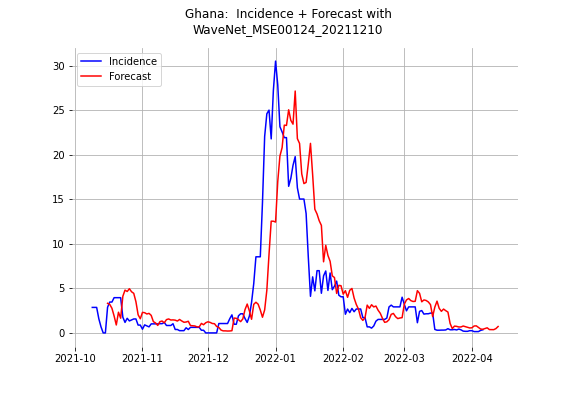 Ghana:  Incidence + Forecast with
WaveNet_MSE00124_20211210
Incidence
Forecast
30
25
20
15
10
5
0
2021-10 2021-11 2021-12 2022-01 2022-02 2022-03 2022-04